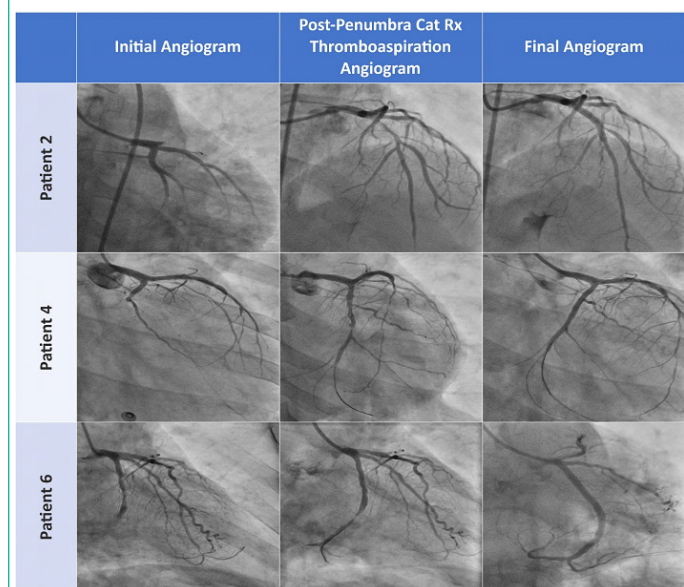 Initial Angiogram
Post-Penumbra Cat Rx
Thromboaspiration
Angiogram
Final Angiogram
Patient 2
Patient 4
Patient 6